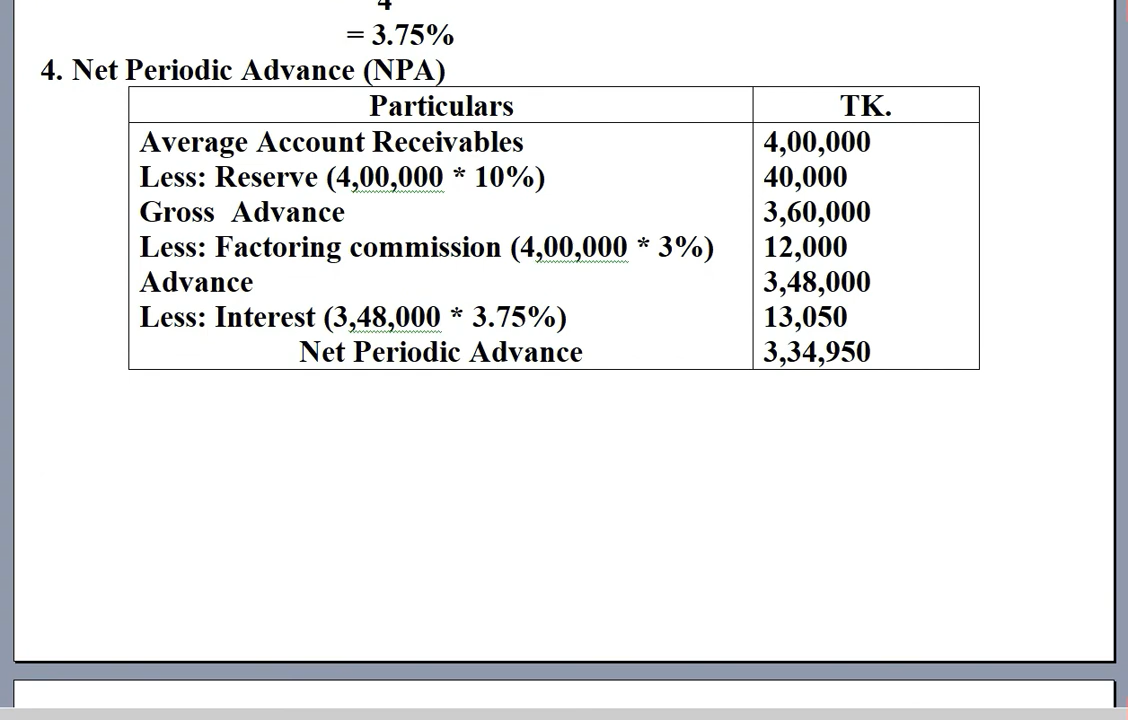 4
= 3.75%
4. Net Periodic Advance (NPA)
Particulars TK.
Average Account Receivables 4,00,000
Less: Reserve (4,00,000 * 10%) 40,000
Gross Advance 3,60,000
Less: Factoring commission (4,00,000 * 3%) 12,000
Advance 3,48,000
Less: Interest (3,48,000 * 3.75%) 13,050
Net Periodic Advance 3,34,950